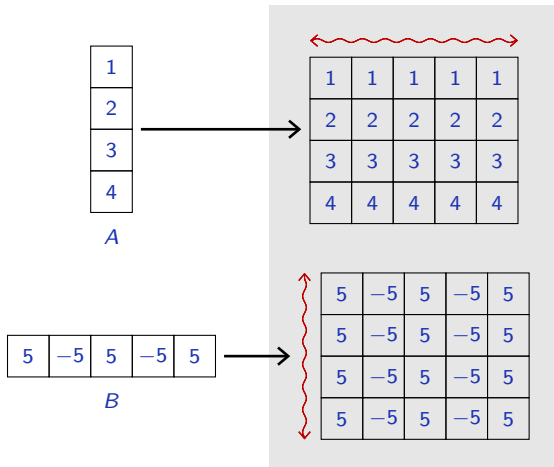 1
2
3
4
A
1 1 1 1 1
2 2 2 2 2
3 3 3 3 3
4 4 4 4 4
5 −5 5 −5 5
B
5 −5 5 −5 5
5 −5 5 −5 5
5 −5 5 −5 5
5 −5 5 −5 5